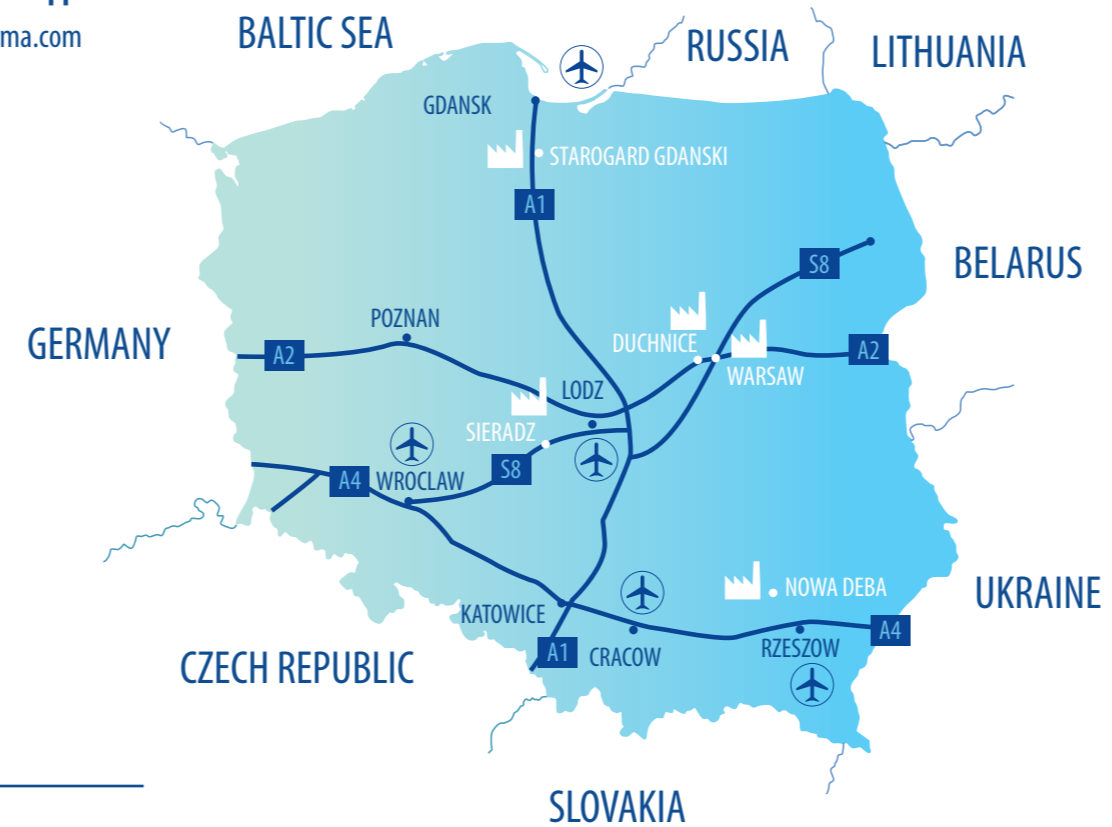 ma.com
BALTIC SEA
RUSSIA
LITHUANIA
GDANSK
STAROGARD GDANSKI
A1
S8
BELARUS
POZNAN
GERMANY
A2
DUCHNICE
A2
WARSAW
LODZ
SIERADZ
S8
A4
WROCLAW
NOWA DEBA
UKRAINE
KATOWICE
A4
A1
CRACOW
RZESZOW
CZECH REPUBLIC
SLOVAKIA